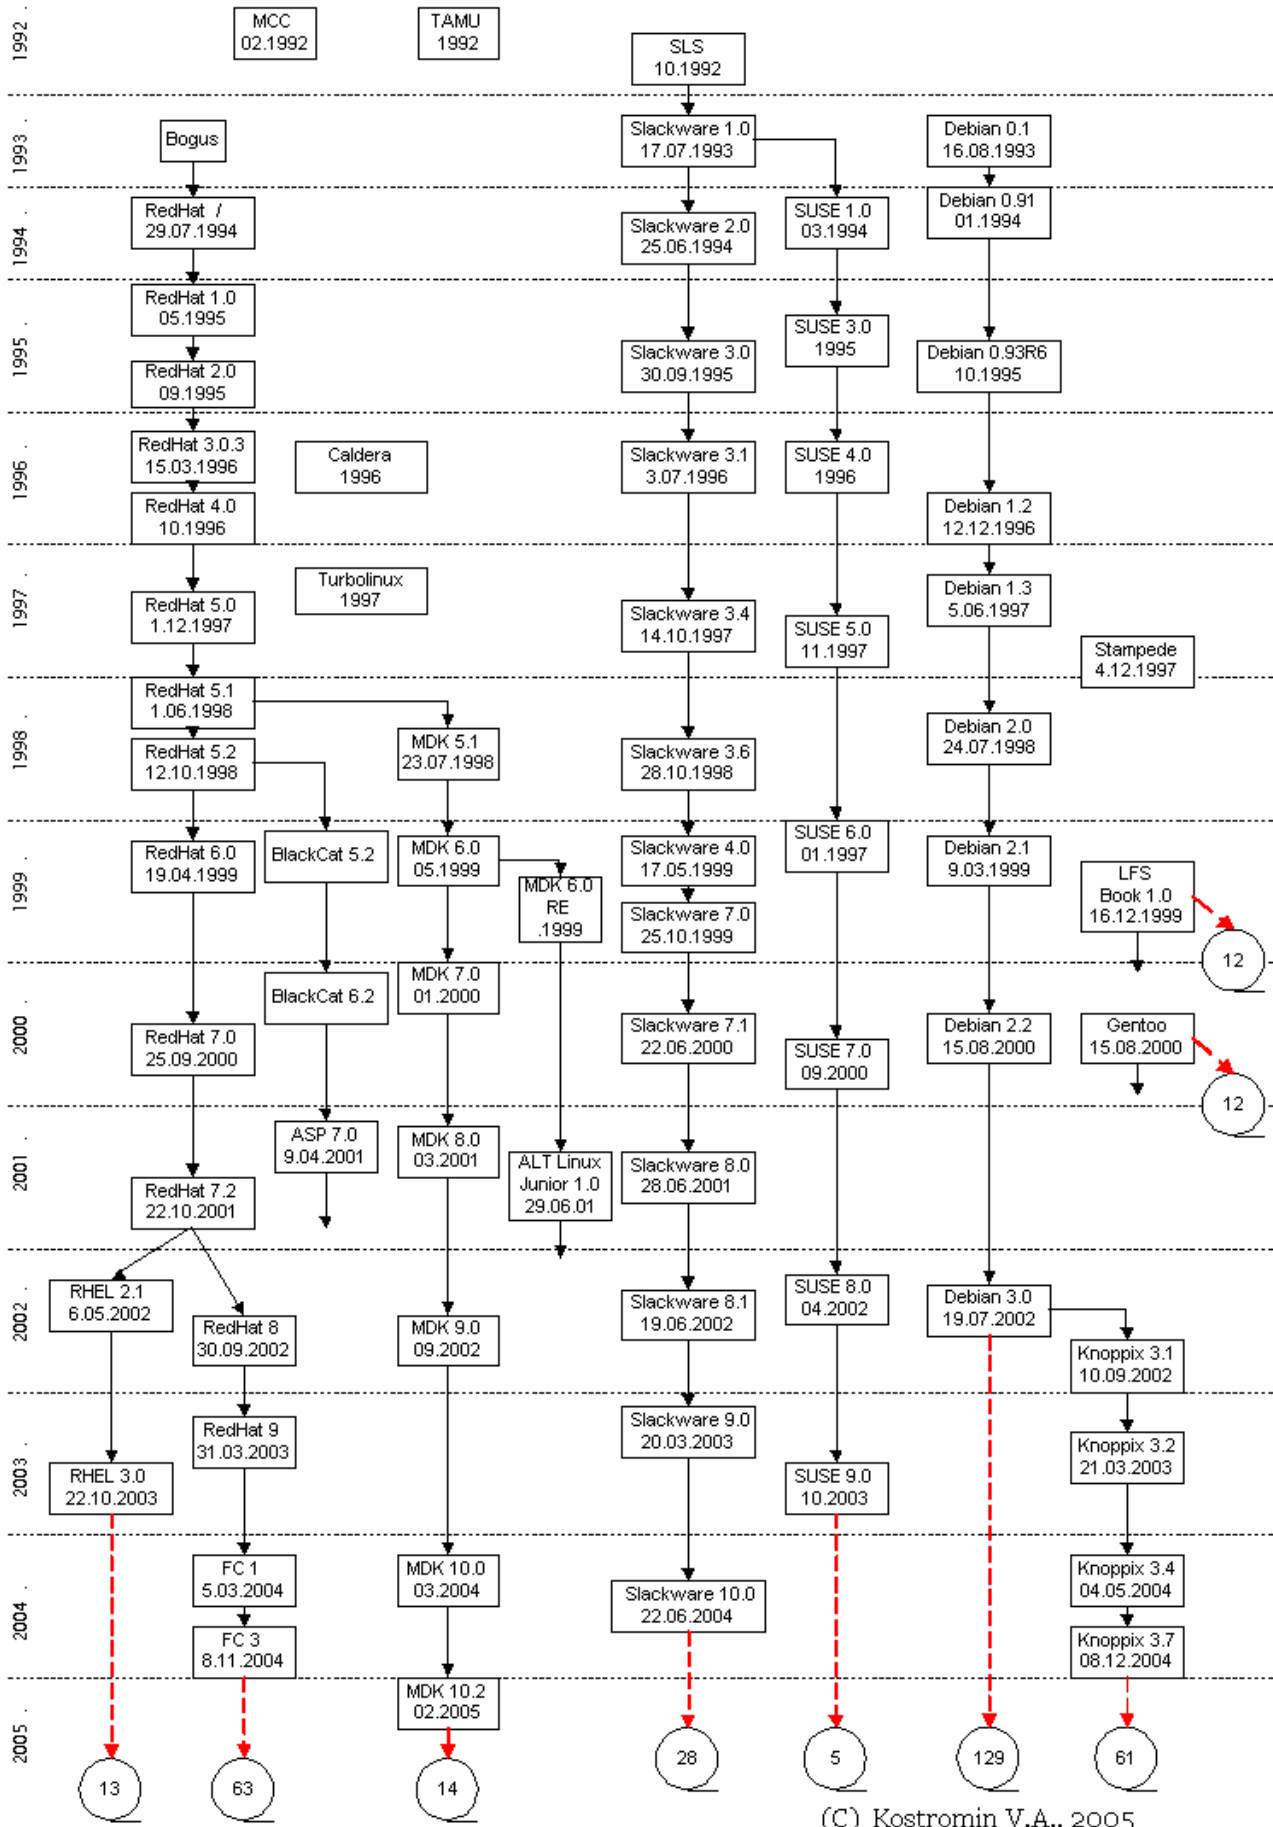 1992 .
MCC
02.1992
TAMU
1992
SLS
10.1992
1993 .
Bogus
Slackware 1.0
17.07.1993
Debian 0.1
16.08.1993
1994 .
RedHat /
29.07.1994
Slackware 2.0
25.06.1994
SUSE 1.0
03.1994
Debian 0.91
01.1994
1995 .
RedHat 1.0
05.1995
RedHat 2.0
09.1995
Slackware 3.0
30.09.1995
SUSE 3.0
1995
Debian 0.93R6
10.1995
1996 .
RedHat 3.0.3
15.03.1996
RedHat 4.0
10.1996
Caldera
1996
Slackware 3.1
3.07.1996
SUSE 4.0
1996
Debian 1.2
12.12.1996
1997 .
RedHat 5.0
1.12.1997
Turbolinux
1997
Slackware 3.4
14.10.1997
SUSE 5.0
11.1997
Debian 1.3
5.06.1997
Stampede
4.12.1997
1998 .
RedHat 5.1
1.06.1998
RedHat 5.2
12.10.1998
MDK 5.1
23.07.1998
Slackware 3.6
28.10.1998
Debian 2.0
24.07.1998
1999 .
RedHat 6.0
19.04.1999
BlackCat 5.2
MDK 6.0
05.1999
MDK 6.0
RE
.1999
Slackware 4.0
17.05.1999
Slackware 7.0
25.10.1999
SUSE 6.0
01.1997
Debian 2.1
9.03.1999
LFS
Book 1.0
16.12.1999
12
2000 .
RedHat 7.0
25.09.2000
BlackCat 6.2
MDK 7.0
01.2000
Slackware 7.1
22.06.2000
SUSE 7.0
09.2000
Debian 2.2
15.08.2000
Gentoo
15.08.2000
12
2001 .
RedHat 7.2
22.10.2001
ASP 7.0
9.04.2001
MDK 8.0
03.2001
ALT Linux
Junior 1.0
29.06.01
Slackware 8.0
28.06.2001
2002 .
RHEL 2.1
6.05.2002
RedHat 8
30.09.2002
MDK 9.0
09.2002
Slackware 8.1
19.06.2002
SUSE 8.0
04.2002
Debian 3.0
19.07.2002
Knoppix 3.1
10.09.2002
2003 .
RHEL 3.0
22.10.2003
RedHat 9
31.03.2003
Slackware 9.0
20.03.2003
SUSE 9.0
10.2003
Knoppix 3.2
21.03.2003
2004 .
FC 1
5.03.2004
FC 3
8.11.2004
MDK 10.0
03.2004
Slackware 10.0
22.06.2004
Knoppix 3.4
04.05.2004
Knoppix 3.7
08.12.2004
2005 .
MDK 10.2
02.2005
13
63
14
28
5
129
61
(C) Kostromin V.A., 2005